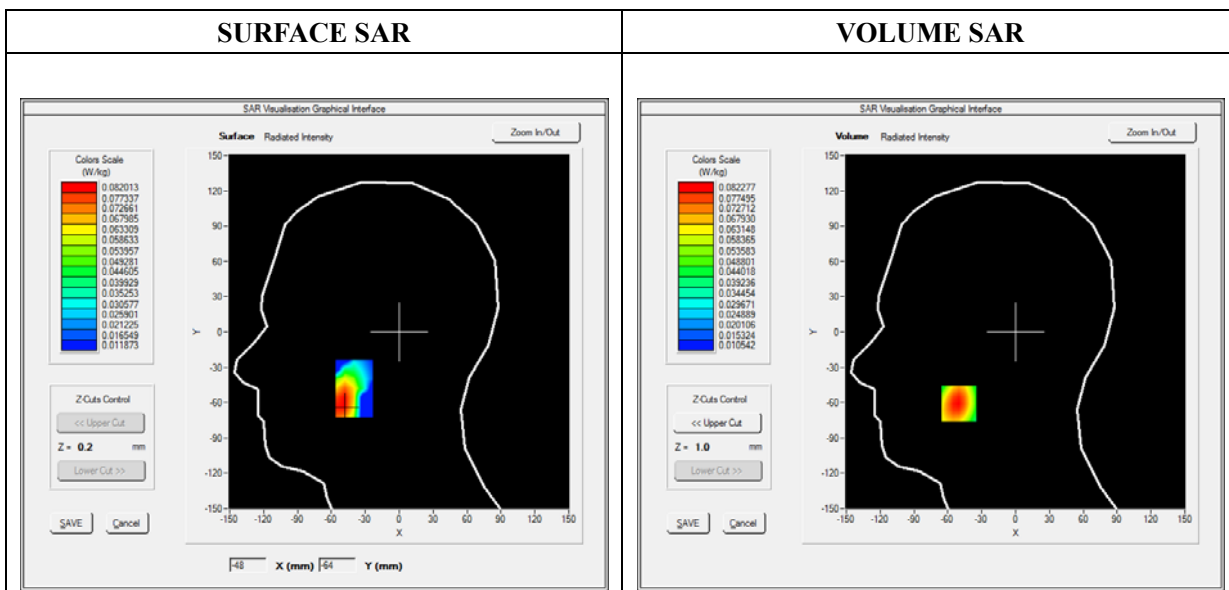 SURFACE SAR
SAR Visualisation Graphical Interface
Surface Radiated Intensity
Zoom In/Out
Colors Scale
(W/kg)
0.082013
0.077337
0.072661
0.067985
0.063309
0.058633
0.053957
0.049281
0.044605
0.039929
0.035253
0.030577
0.025901
0.021225
0.016549
0.011873
Z-Cuts Control
<< Upper Cut
Z = 0.2 mm
Lower Cut >>
SAVE Cancel
150
120
90
60
30
0
-30
-60
-90
-120
-150
Y
-150 -120 -90 -60 -30 0 30 60 90 120 150
X
-48 X (mm) -64 Y (mm)
VOLUME SAR
SAR Visualisation Graphical Interface
Volume Radiated Intensity
Zoom In/Out
Colors Scale
(W/kg)
0.082277
0.077495
0.072712
0.067930
0.063148
0.058365
0.053583
0.048801
0.044018
0.039236
0.034454
0.029671
0.024889
0.020106
0.015324
0.010542
Z-Cuts Control
<< Upper Cut
Z = 1.0 mm
Lower Cut >>
SAVE Cancel
150
120
90
60
30
0
-30
-60
-90
-120
-150
Y
-150 -120 -90 -60 -30 0 30 60 90 120 150
X